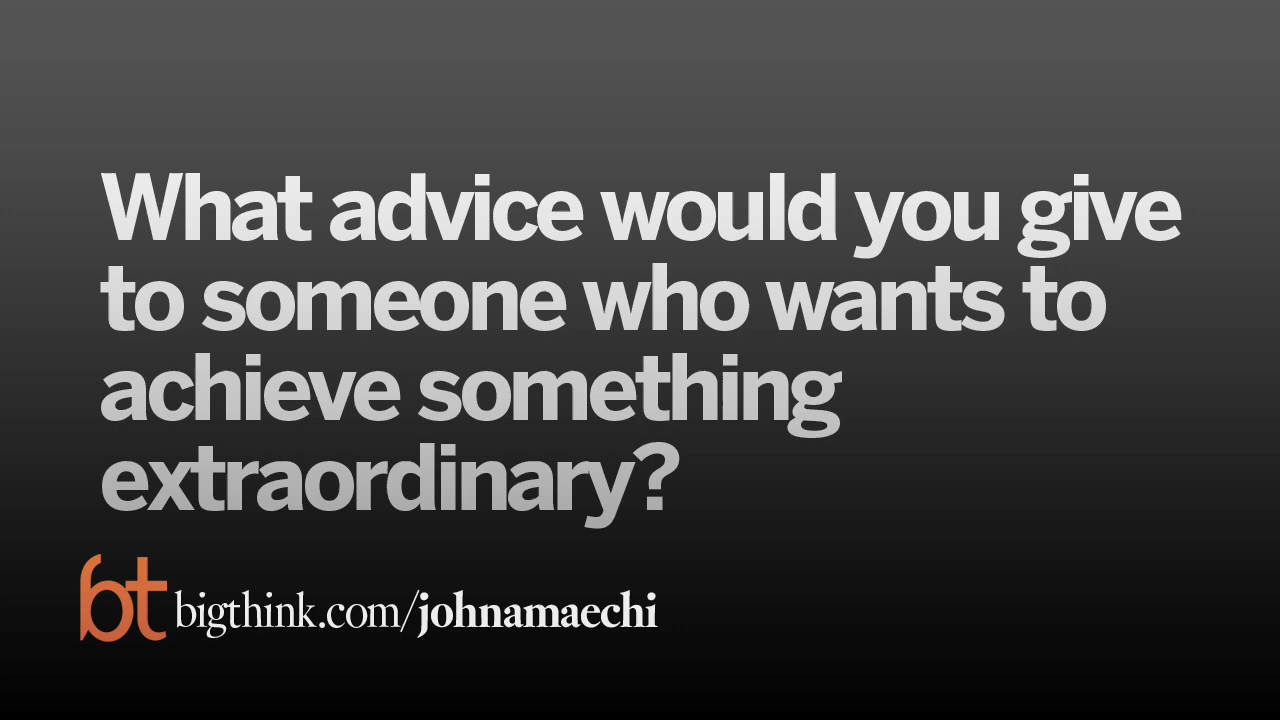 What advice would you give
to someone who wants to
achieve something
extraordinary?
bt bigthink.com/johnamaechi